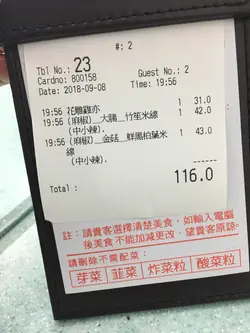 #: 2
Tbl No.: 23
Cardno: 800158 Guest No.: 2
Date: 2018-09-08 Time: 19:56
19:56 花雕雞亦 1 31.0
19:56 (麻椒)__大腸__竹笙米線 1 42.0
(中小辣).
19:56 (麻椒)__金菇__鮮黑柏葉米 1 43.0
線
(中小辣).
Total : 116.0
註：請貴客選擇清楚美食，如輸入電腦
後美食不能加減更改，望貴客原諒。
請刪除不需配菜：
芽菜 韮菜 炸菜粒 酸菜粒